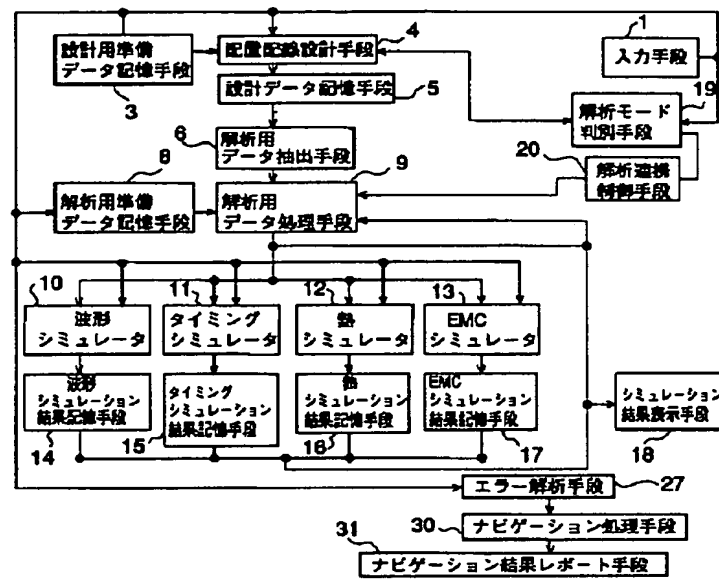 1
入力手段
4
配置配線設計手段
設計用準備
データ記憶手段
3
設計データ記憶手段
5
19
解析モード
判別手段
6
解析用
データ抽出手段
20
解析連携
制御手段
8
解析用準備
データ記憶手段
9
解析用
データ処理手段
10
波形
シミュレータ
11
タイミング
シミュレータ
12
熱
シミュレータ
13
EMC
シミュレータ
波形
シミュレーション
結果記憶手段
14
タイミング
シミュレーション
結果記憶手段
15
熱
シミュレーション
結果記憶手段
16
EMC
シミュレーション
結果記憶手段
17
シミュレーション
結果表示手段
18
エラー解析手段
27
30
ナビゲーション処理手段
31
ナビゲーション結果レポート手段